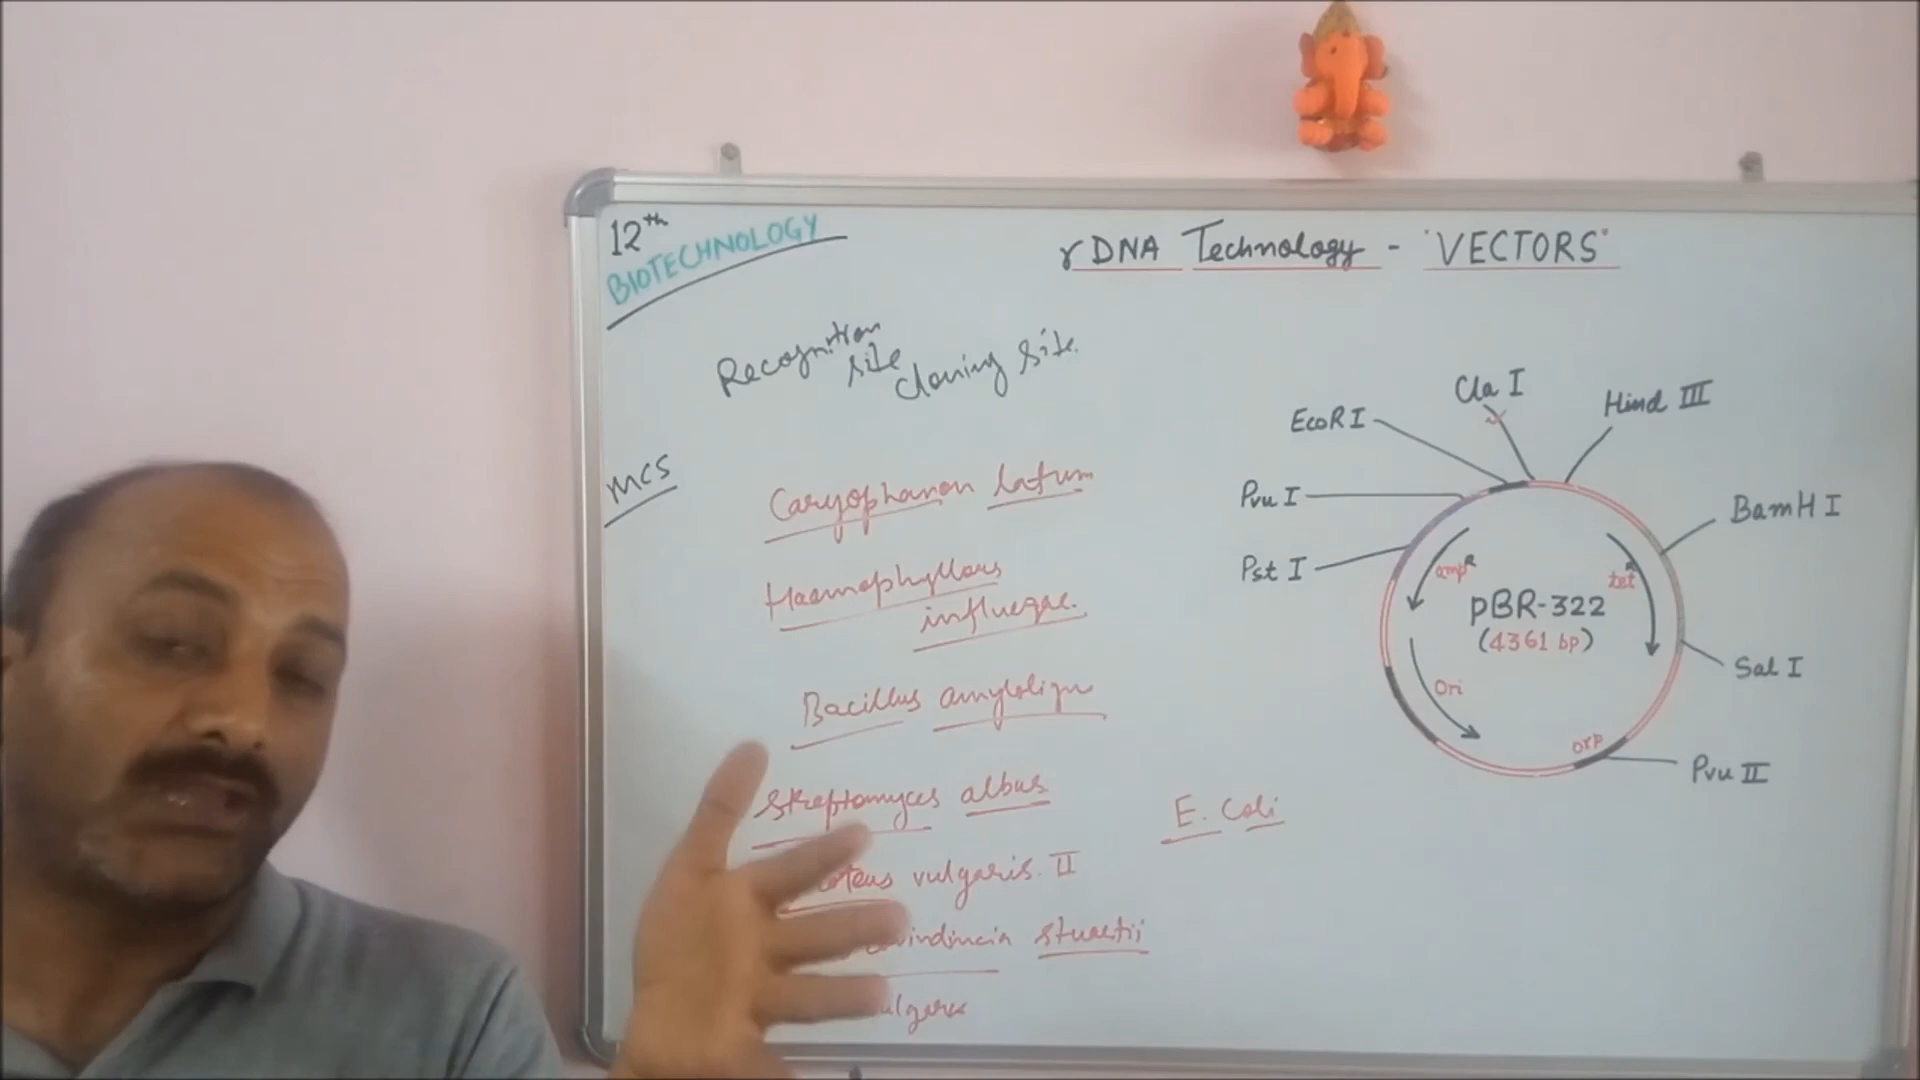 12th
BIOTECHNOLOGY
rDNA Technology - 'VECTORS'
Recognition
site
cloning site.
MCS
Caryophanon latum
Haemophyllous
influegae.
Bacillus amyloliqu
Streptomyces albus
vulgaris. II
stuartii
E. Coli
EcoR I
Cla I
Hind III
Pvu I
BamH I
Pst I
ampR
tetR
pBR-322
(4361 bp)
Sal I
Ori
orp
Pvu II